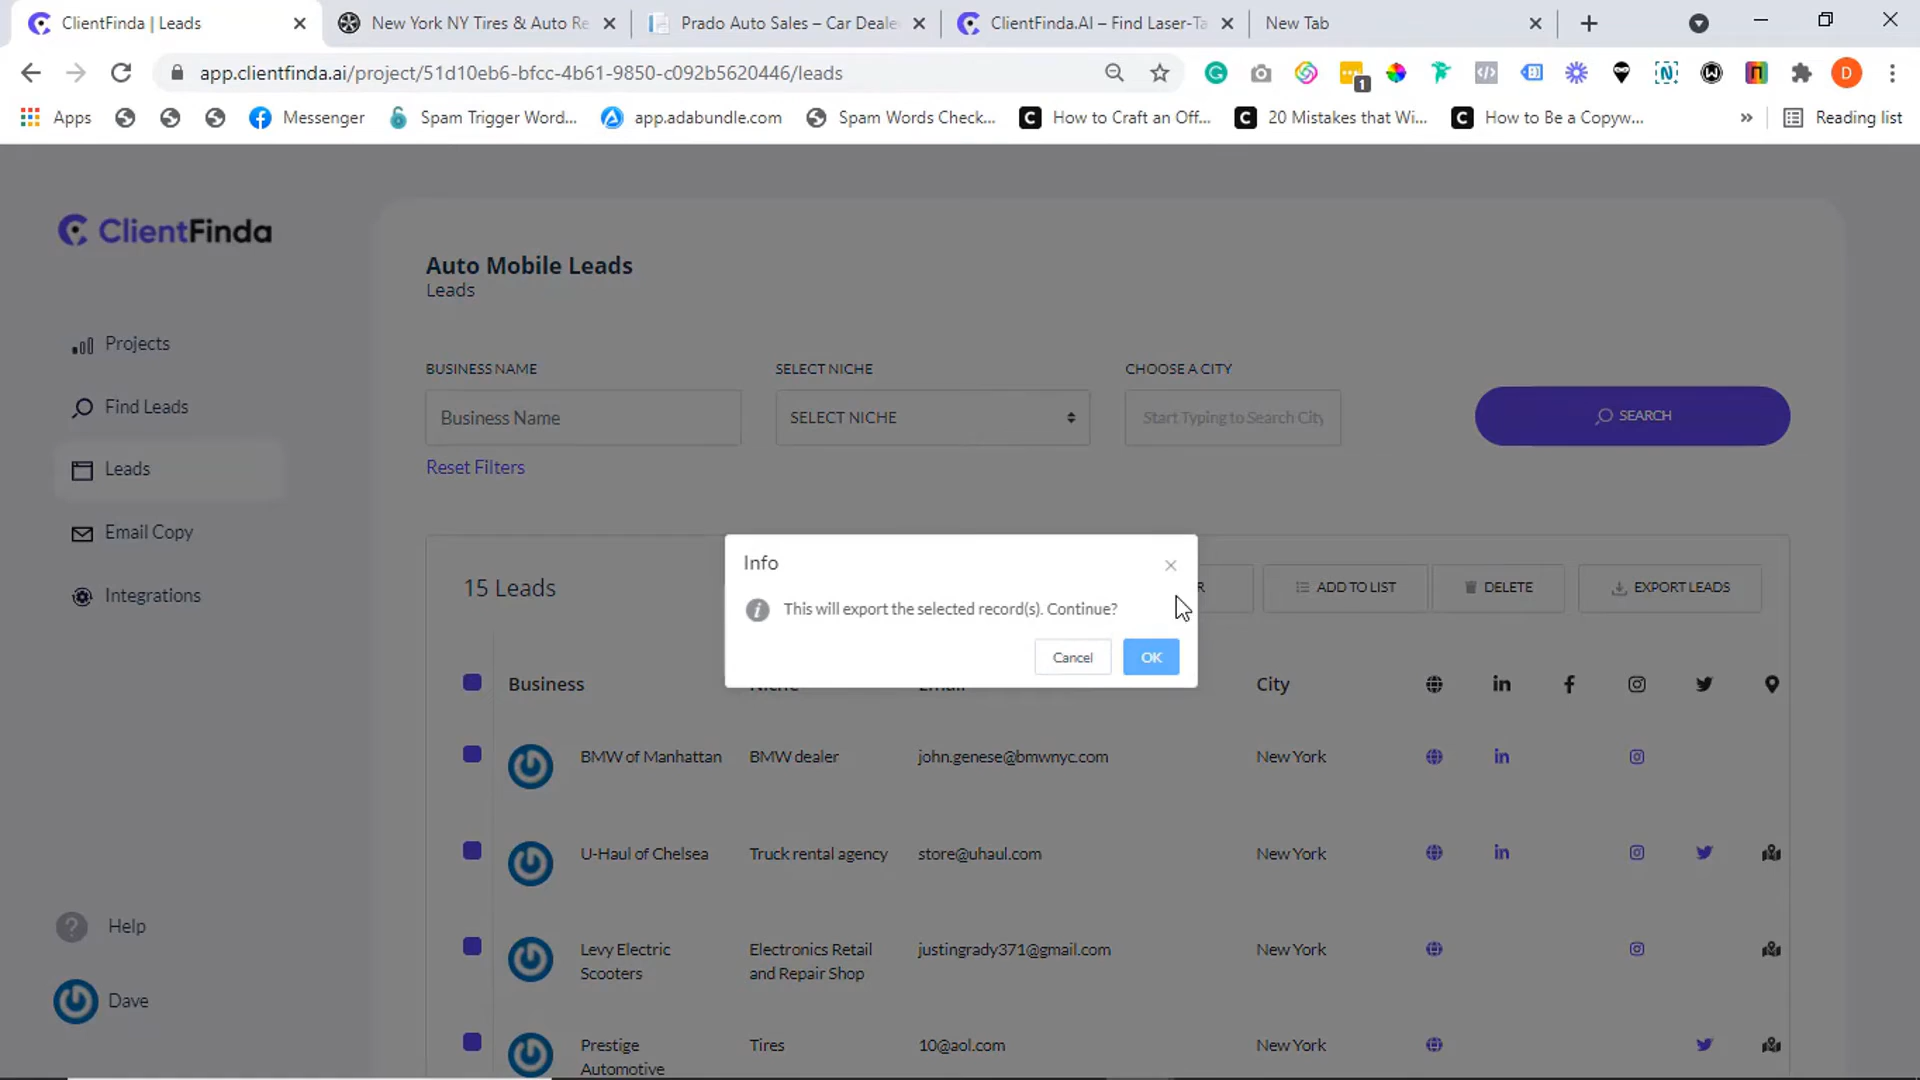 ClientFinda | Leads
New York NY Tires & Auto Re
Prado Auto Sales – Car Deale
ClientFinda.AI – Find Laser-Ta
New Tab
app.clientfinda.ai/project/51d10eb6-bfcc-4b61-9850-c092b5620446/leads
1
D
Apps
Messenger
Spam Trigger Word...
app.adabundle.com
Spam Words Check...
How to Craft an Off...
20 Mistakes that Wi...
How to Be a Copyw...
»
Reading list
ClientFinda
Projects
Find Leads
Leads
Email Copy
Integrations
Help
Dave
Auto Mobile Leads
Leads
BUSINESS NAME
SELECT NICHE
CHOOSE A CITY
Business Name
SELECT NICHE
Start Typing to Search City
SEARCH
Reset Filters
15 Leads
R
ADD TO LIST
DELETE
EXPORT LEADS
Info
This will export the selected record(s). Continue?
Cancel
OK
Business
City
BMW of Manhattan
BMW dealer
john.genese@bmwnyc.com
New York
U-Haul of Chelsea
Truck rental agency
store@uhaul.com
New York
Levy Electric
Scooters
Electronics Retail
and Repair Shop
justingrady371@gmail.com
New York
Prestige
Automotive
Tires
10@aol.com
New York